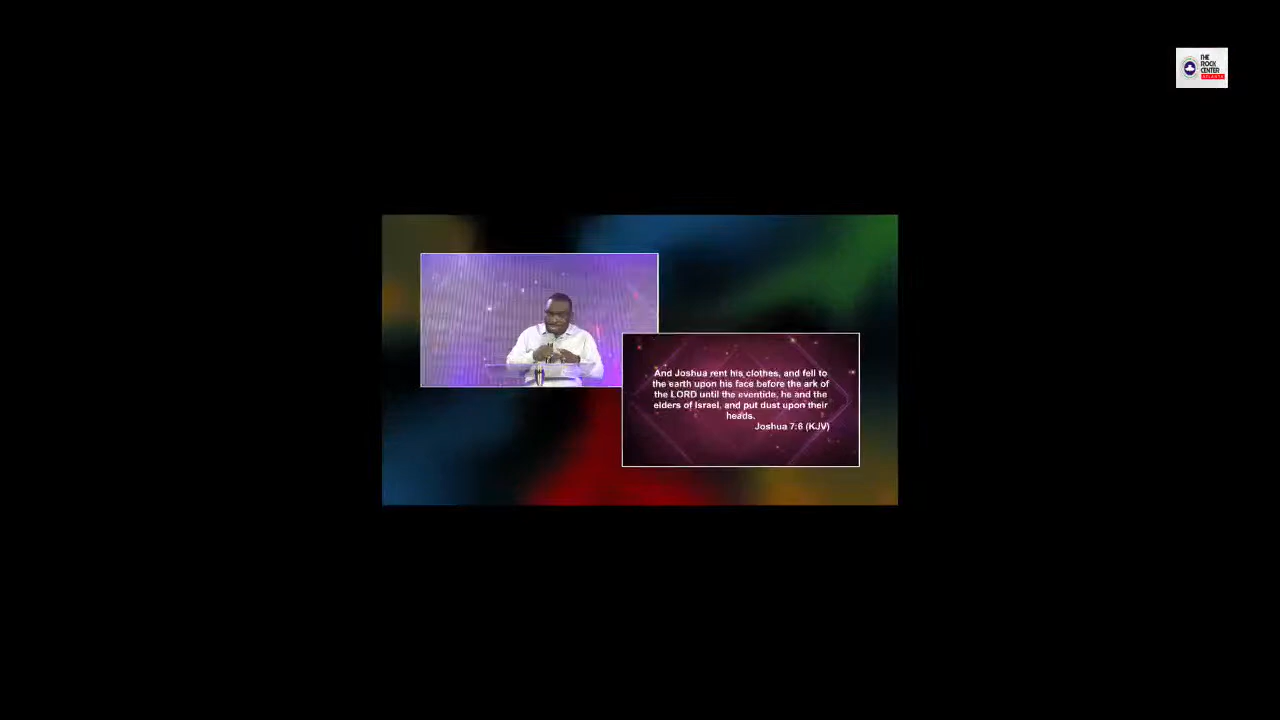 THE
ROCK
CENTER
ATLANTA
And Joshua rent his clothes, and fell to
the earth upon his face before the ark of
the LORD until the eventide, he and the
elders of Israel, and put dust upon their
heads.
Joshua 7:6 (KJV)